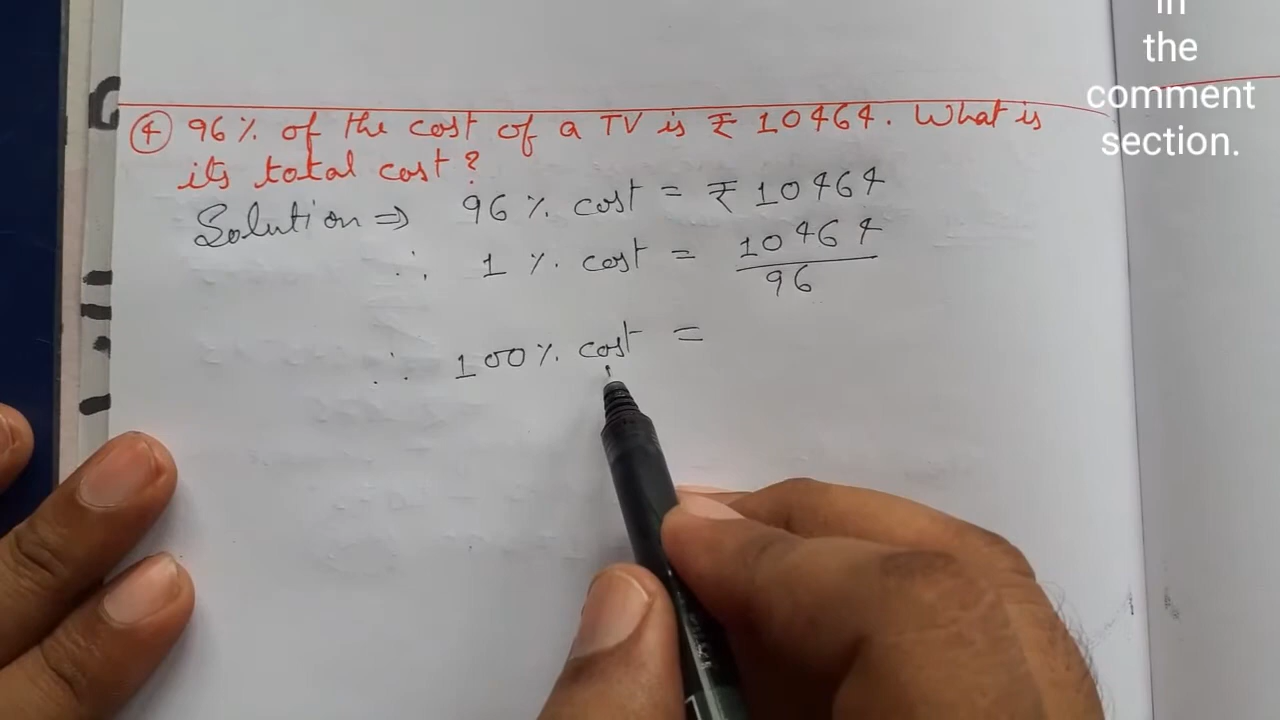 in
the
comment
section.
④ 96% of the cost of a TV is ₹ 10464. What is
its total cost?
Solution ⇒ 96% cost = ₹ 10464
∴ 1% cost = 10464
96
∴ 100% cost =